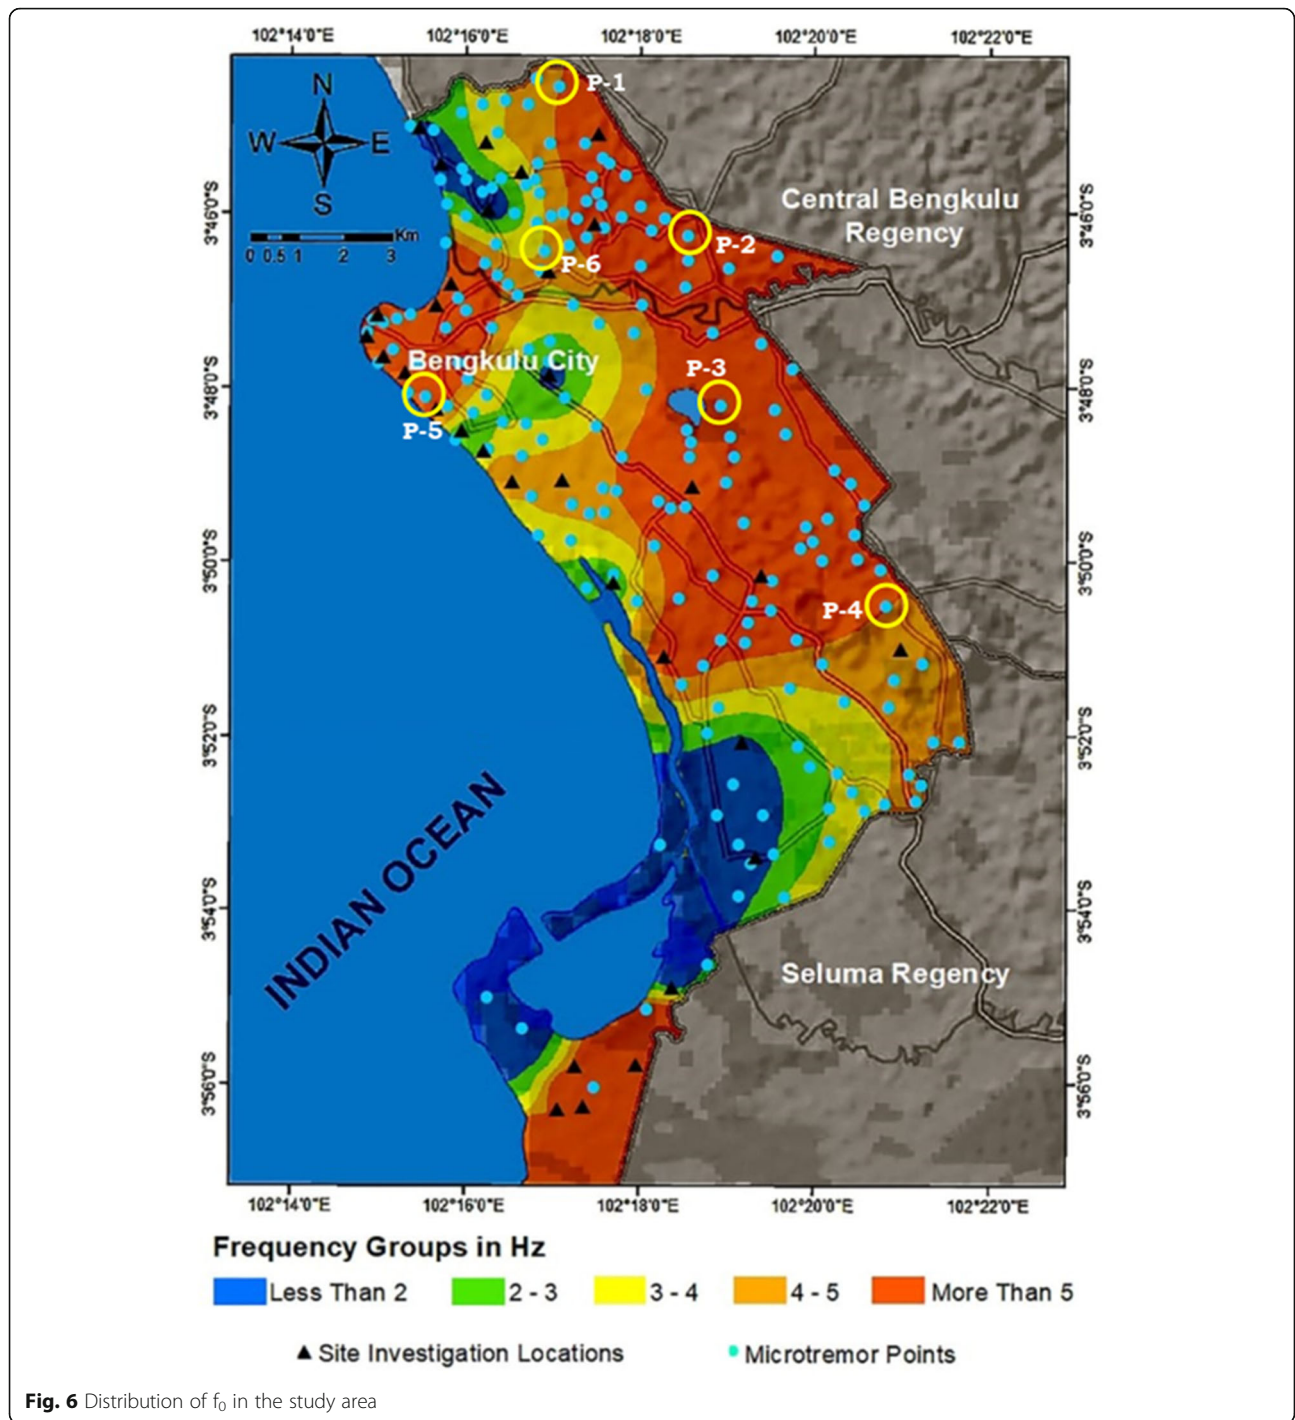 102°14'0"E 102°16'0"E 102°18'0"E 102°20'0"E 102°22'0"E
N
W E
S
Km
0 0.5 1 2 3
P-1
Central Bengkulu
Regency
3°46'0"S 3°46'0"S
P-2
P-6
Bengkulu City
P-3
3°48'0"S 3°48'0"S
P-5
3°50'0"S 3°50'0"S
P-4
3°52'0"S 3°52'0"S
INDIAN OCEAN
3°54'0"S 3°54'0"S
Seluma Regency
3°56'0"S 3°56'0"S
102°14'0"E 102°16'0"E 102°18'0"E 102°20'0"E 102°22'0"E
Frequency Groups in Hz
Less Than 2 2 - 3 3 - 4 4 - 5 More Than 5
Site Investigation Locations Microtremor Points
Fig. 6 Distribution of f₀ in the study area